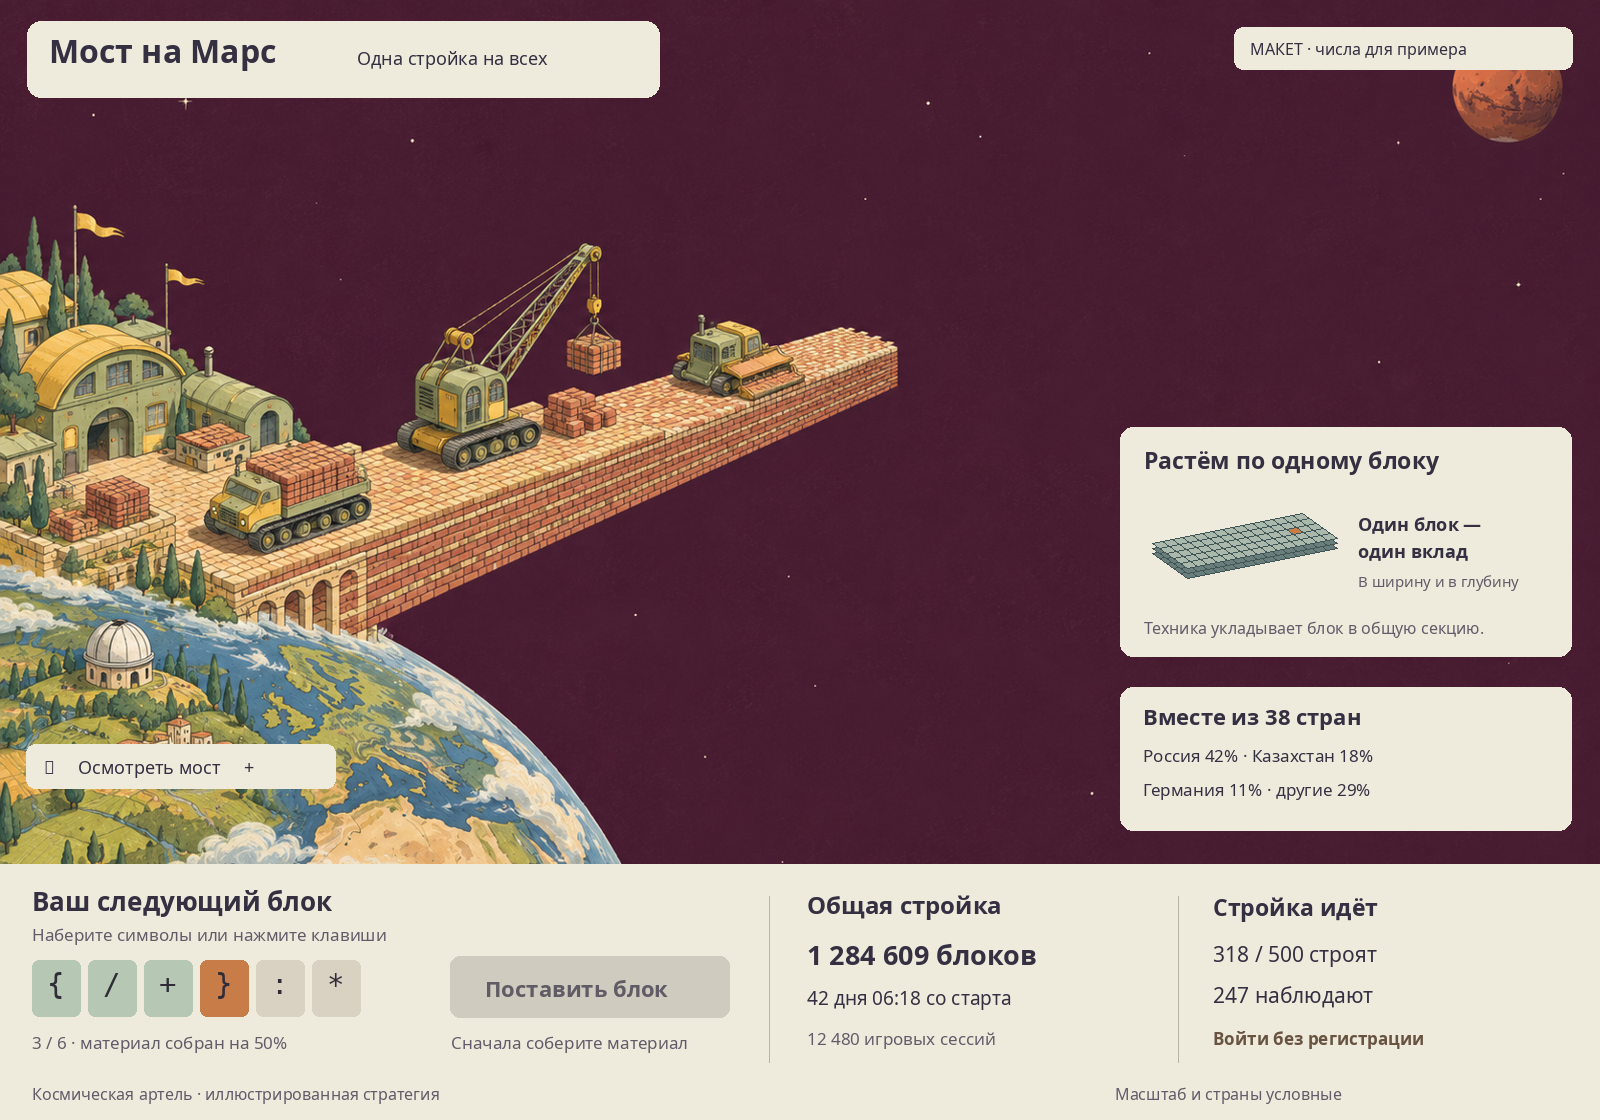 Мост на Марс
Одна стройка на всех
МАКЕТ · числа для примера
Растём по одному блоку
Один блок —
один вклад
В ширину и в глубину
Техника укладывает блок в общую секцию.
Вместе из 38 стран
Россия 42% · Казахстан 18%
Германия 11% · другие 29%
Осмотреть мост +
Ваш следующий блок
Наберите символы или нажмите клавиши
{ / + } : *
3 / 6 · материал собран на 50%
Поставить блок
Сначала соберите материал
Общая стройка
1 284 609 блоков
42 дня 06:18 со старта
12 480 игровых сессий
Стройка идёт
318 / 500 строят
247 наблюдают
Войти без регистрации
Космическая артель · иллюстрированная стратегия
Масштаб и страны условные